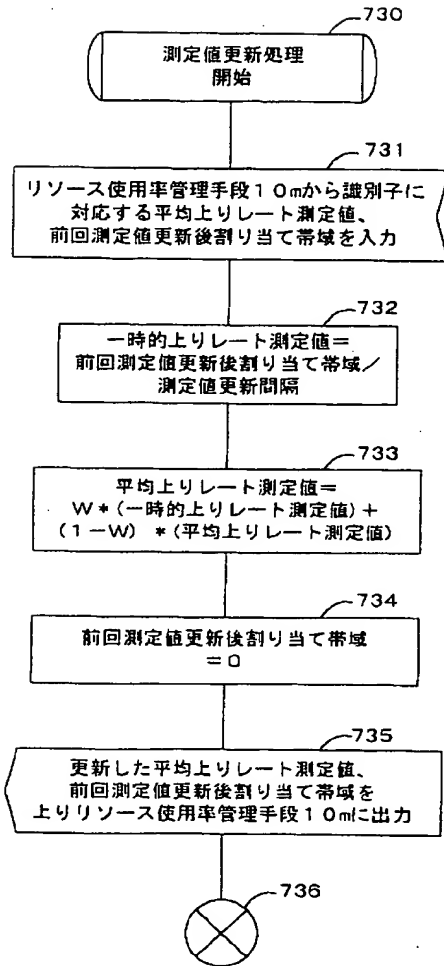 730
測定値更新処理
開始
731
リソース使用率管理手段10mから識別子に
対応する平均上りレート測定値、
前回測定値更新後割り当て帯域を入力
732
一時的上りレート測定値=
前回測定値更新後割り当て帯域/
測定値更新間隔
733
平均上りレート測定値=
W*(一時的上りレート測定値)+
(1-W) *(平均上りレート測定値)
734
前回測定値更新後割り当て帯域
=0
735
更新した平均上りレート測定値、
前回測定値更新後割り当て帯域を
上りリソース使用率管理手段10mに出力
736